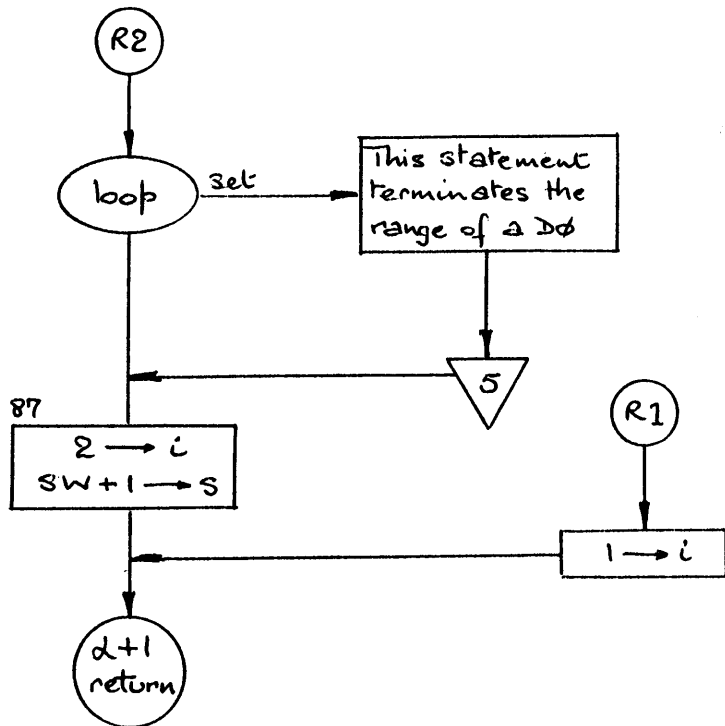 R2
loop
set
This statement
terminates the
range of a DØ
5
87
2 → i
SW + 1 → S
R1
1 → i
α+1
return